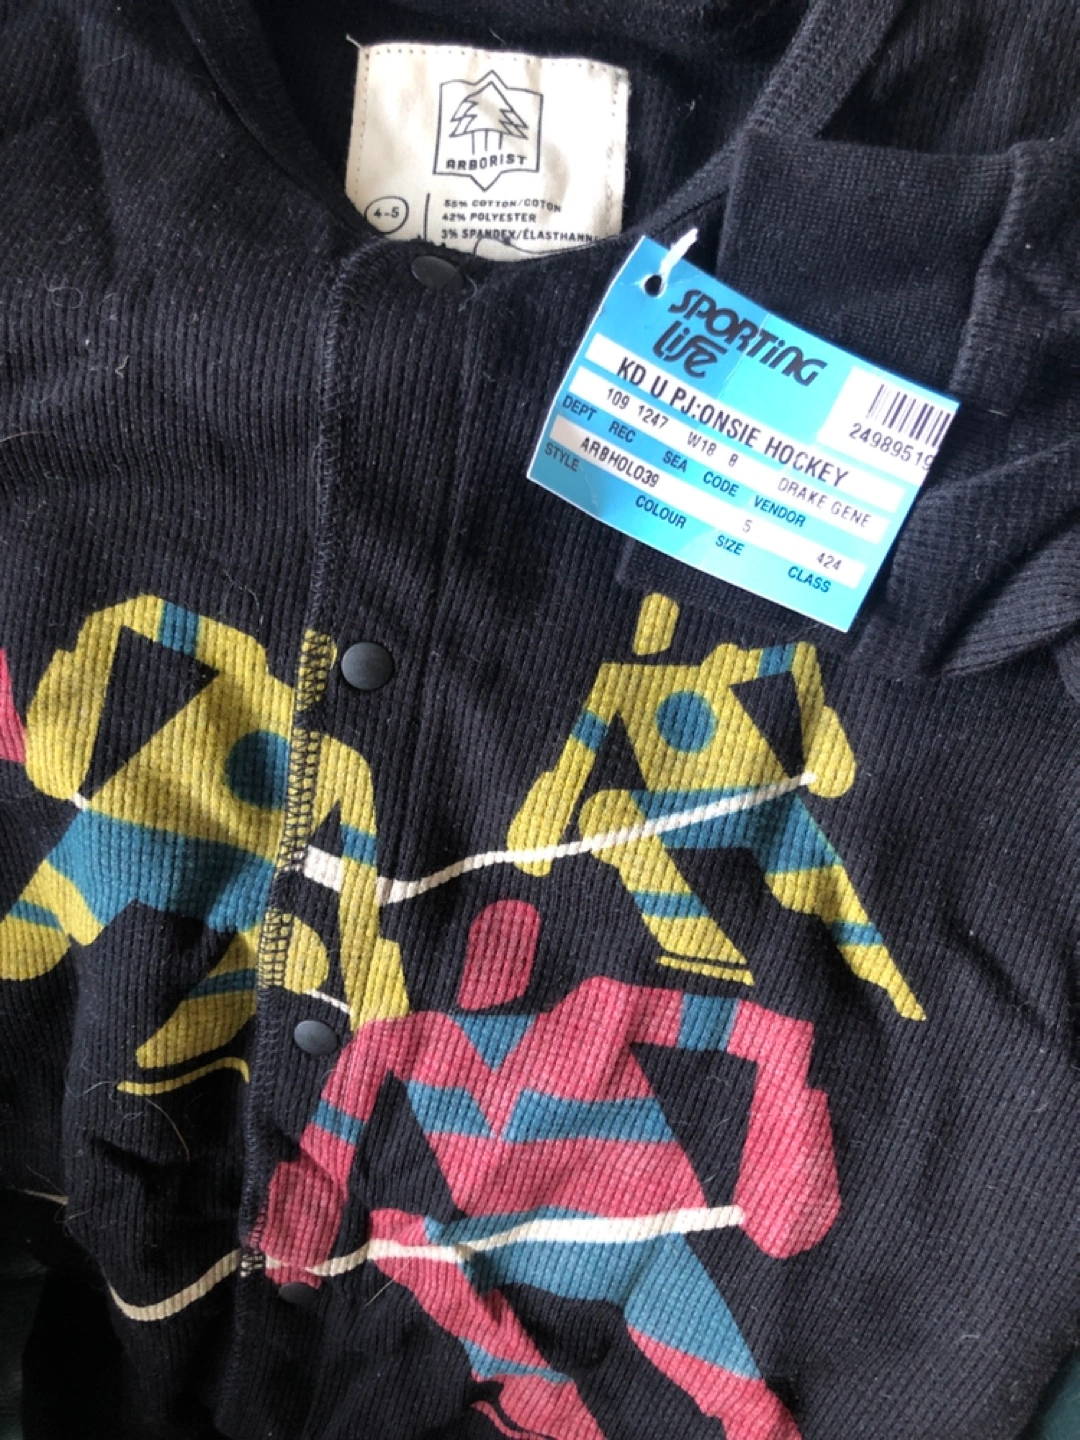 ARBORIST
4-5
55% COTTON/COTON
42% POLYESTER
3% SPANDEX/ÉLASTHANN
SPORTING
Life
24989519
KD U PJ:ONSIE HOCKEY
109 1247 W18 8 DRAKE GENE
DEPT REC SEA CODE VENDOR
ARBHOL039 5 424
STYLE COLOUR SIZE CLASS